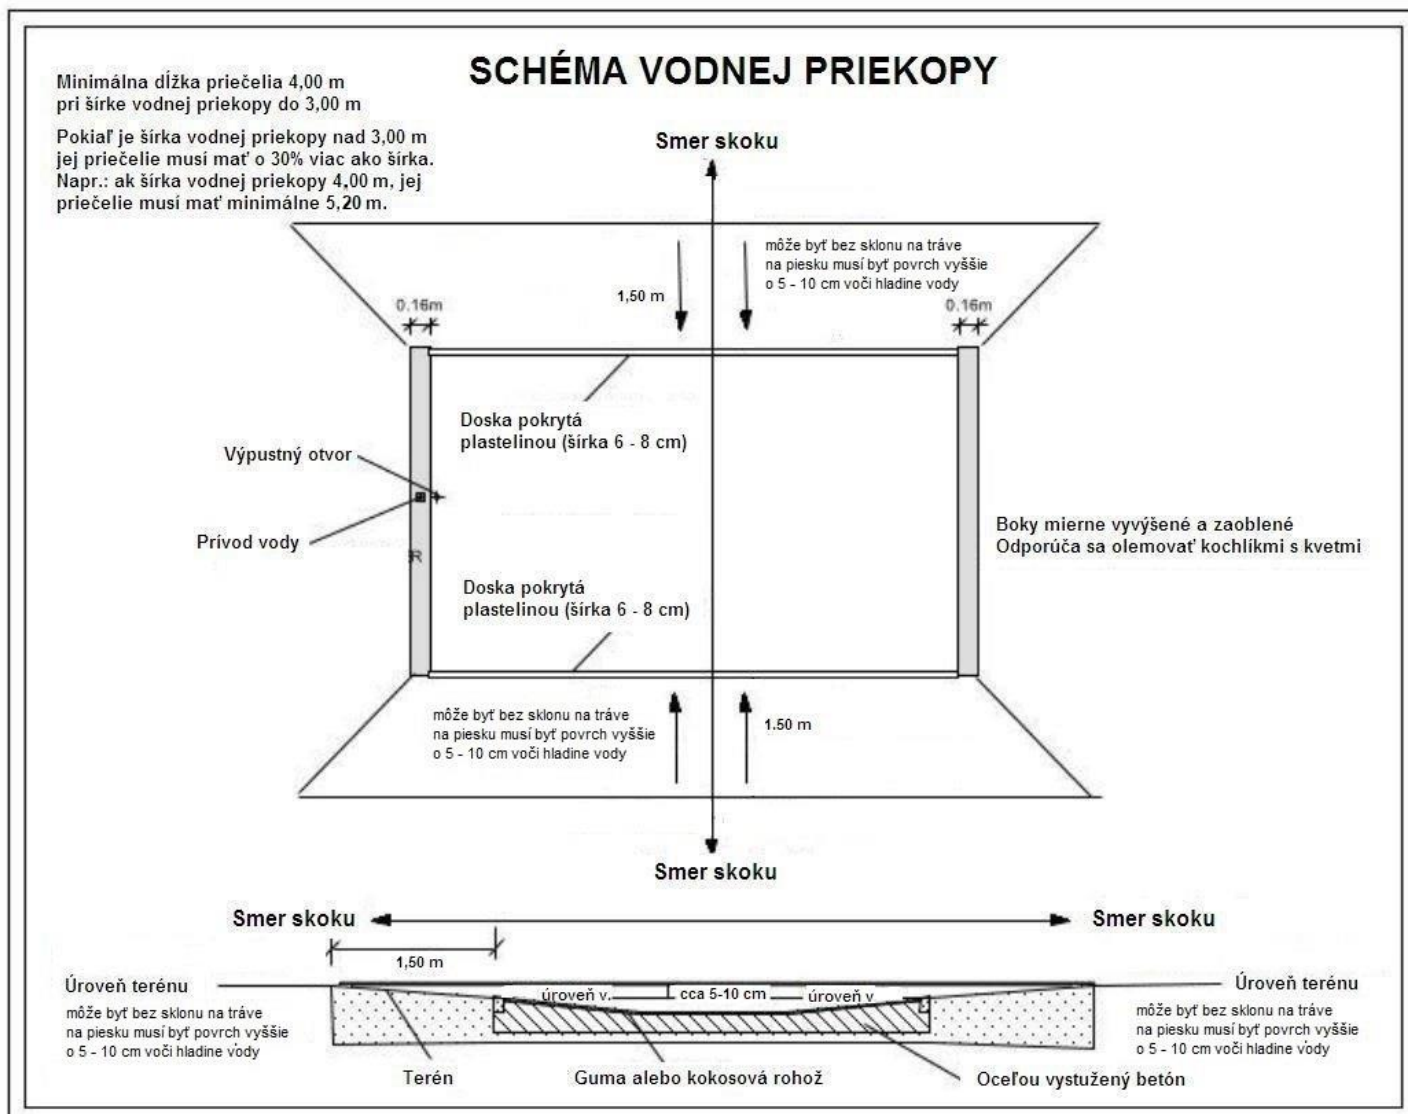 SCHÉMA VODNEJ PRIEKOPY
Minimálna dĺžka priečelia 4,00 m
pri šírke vodnej priekopy do 3,00 m
Pokiaľ je šírka vodnej priekopy nad 3,00 m
jej priečelie musí mať o 30% viac ako šírka.
Napr.: ak šírka vodnej priekopy 4,00 m, jej
priečelie musí mať minimálne 5,20 m.
Smer skoku
môže byť bez sklonu na tráve
na piesku musí byť povrch vyššie
o 5 - 10 cm voči hladine vody
1,50 m
0.16m
0.16m
Doska pokrytá
plastelinou (šírka 6 - 8 cm)
Výpustný otvor
Prívod vody
R
Boky mierne vyvýšené a zaoblené
Odporúča sa olemovať kochlíkmi s kvetmi
Doska pokrytá
plastelinou (šírka 6 - 8 cm)
môže byť bez sklonu na tráve
na piesku musí byť povrch vyššie
o 5 - 10 cm voči hladine vody
1.50 m
Smer skoku
Smer skoku
Smer skoku
1,50 m
Úroveň terénu
Úroveň terénu
môže byť bez sklonu na tráve
na piesku musí byť povrch vyššie
o 5 - 10 cm voči hladine vody
úroveň v.
cca 5-10 cm
úroveň v
môže byť bez sklonu na tráve
na piesku musí byť povrch vyššie
o 5 - 10 cm voči hladine vody
Terén
Guma alebo kokosová rohož
Oceľou vystužený betón